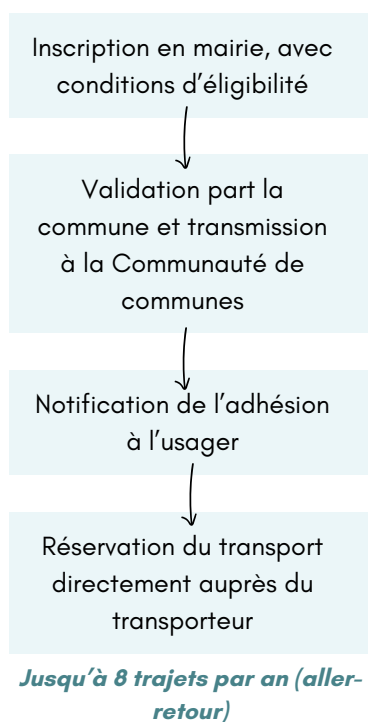 Inscription en mairie, avec
conditions d'éligibilité
Validation part la
commune et transmission
à la Communauté de
communes
Notification de l'adhésion
à l'usager
Réservation du transport
directement auprès du
transporteur
Jusqu'à 8 trajets par an (aller-
retour)